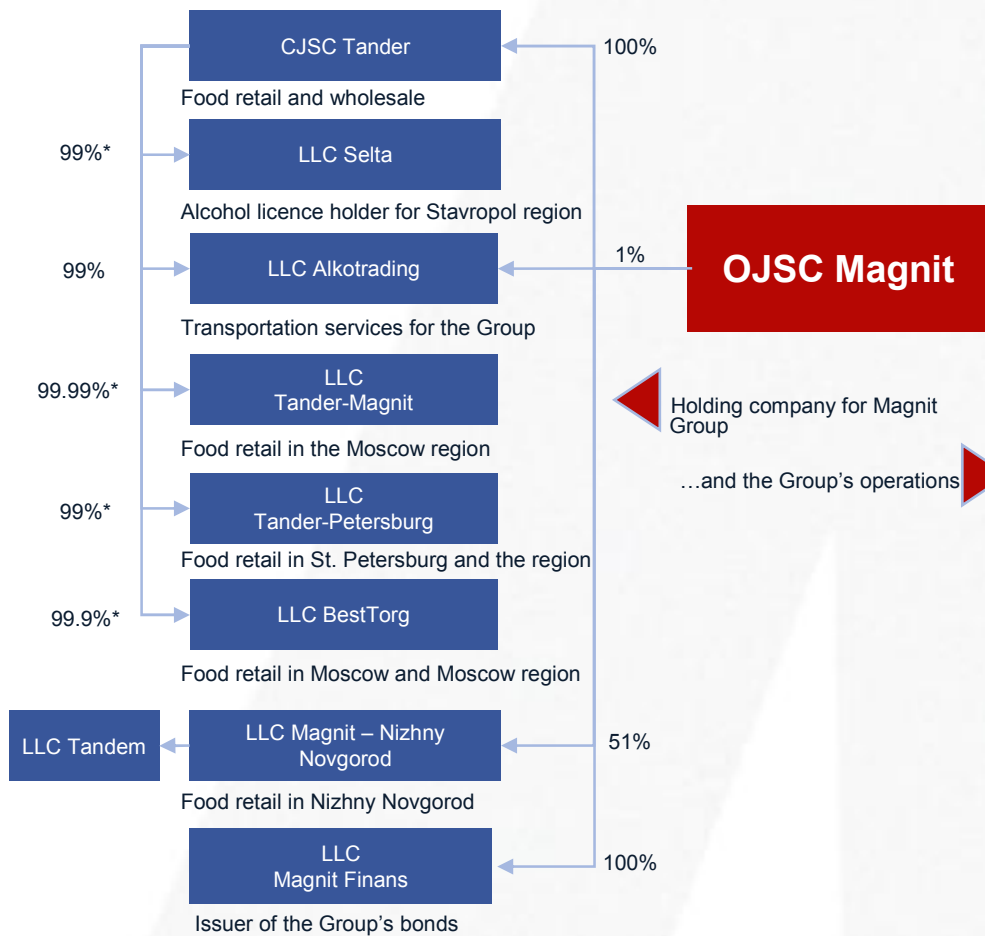 CJSC Tander
100%
Food retail and wholesale
99%*
LLC Selta
Alcohol licence holder for Stavropol region
99%
LLC Alkotrading
1%
OJSC Magnit
Transportation services for the Group
99.99%*
LLC
Tander-Magnit
Holding company for Magnit
Group
Food retail in the Moscow region
…and the Group’s operations
99%*
LLC
Tander-Petersburg
Food retail in St. Petersburg and the region
99.9%*
LLC BestTorg
Food retail in Moscow and Moscow region
LLC Tandem
LLC Magnit – Nizhny
Novgorod
51%
Food retail in Nizhny Novgorod
LLC
Magnit Finans
100%
Issuer of the Group’s bonds